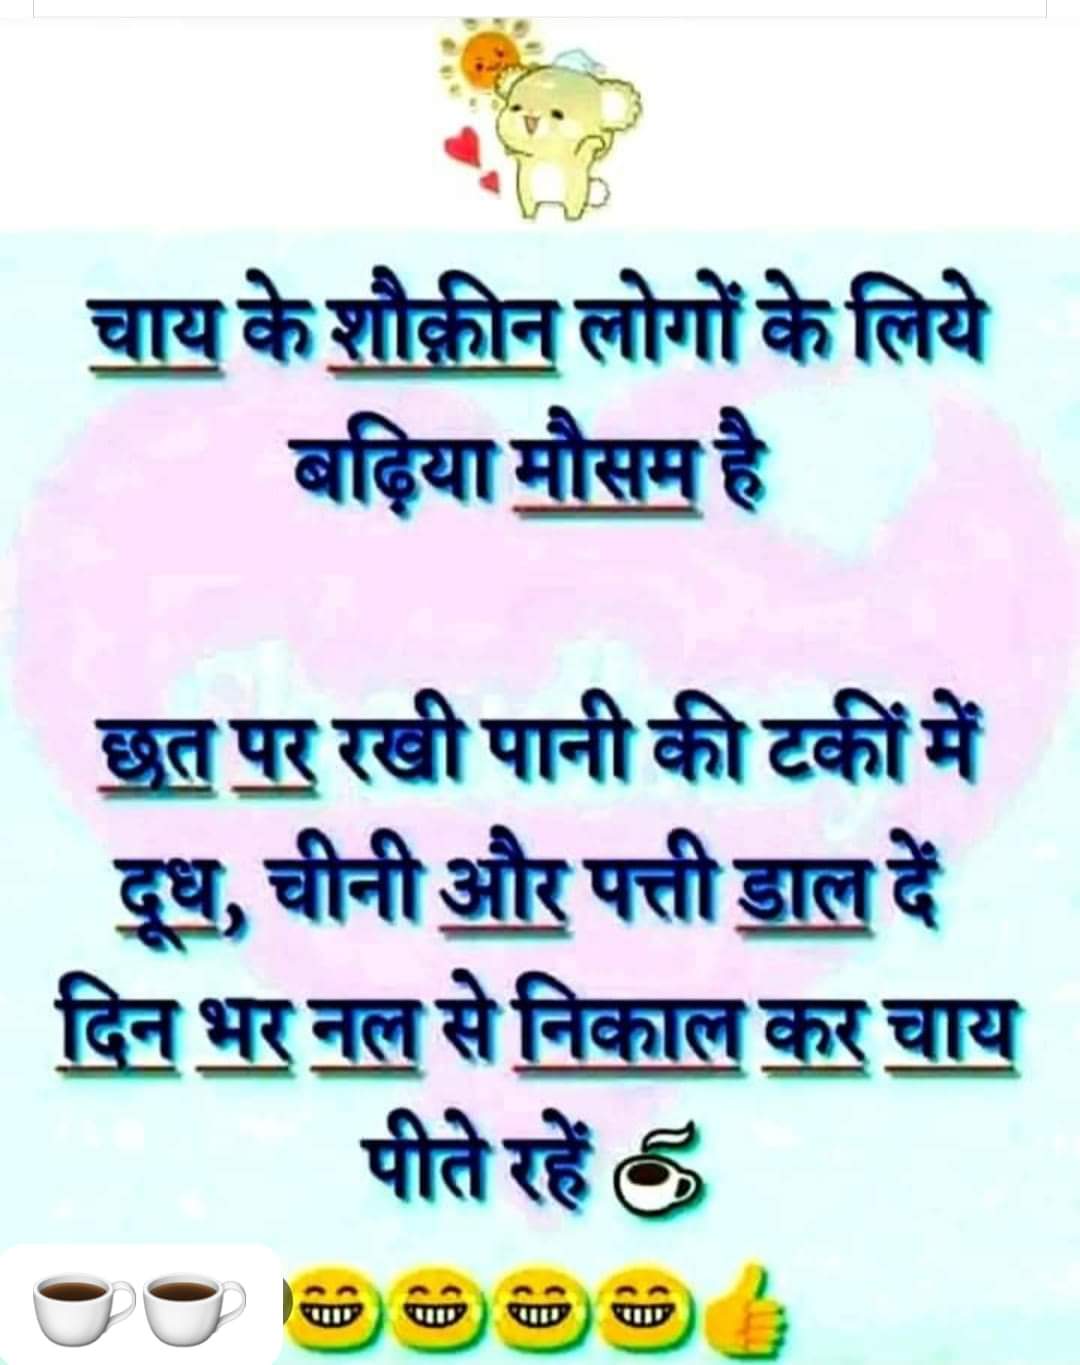 चाय के शौक़ीन लोगों के लिये
बढ़िया मौसम है
छत पर रखी पानी की टकीं में
दूध, चीनी और पत्ती डाल दें
दिन भर नल से निकाल कर चाय
पीते रहें